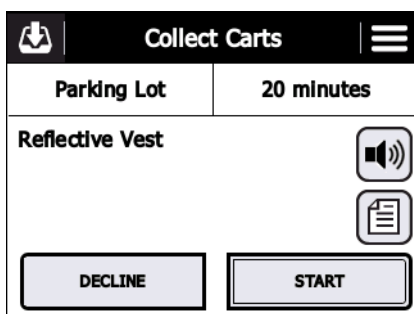 Collect Carts
Parking Lot 20 minutes
Reflective Vest
DECLINE START